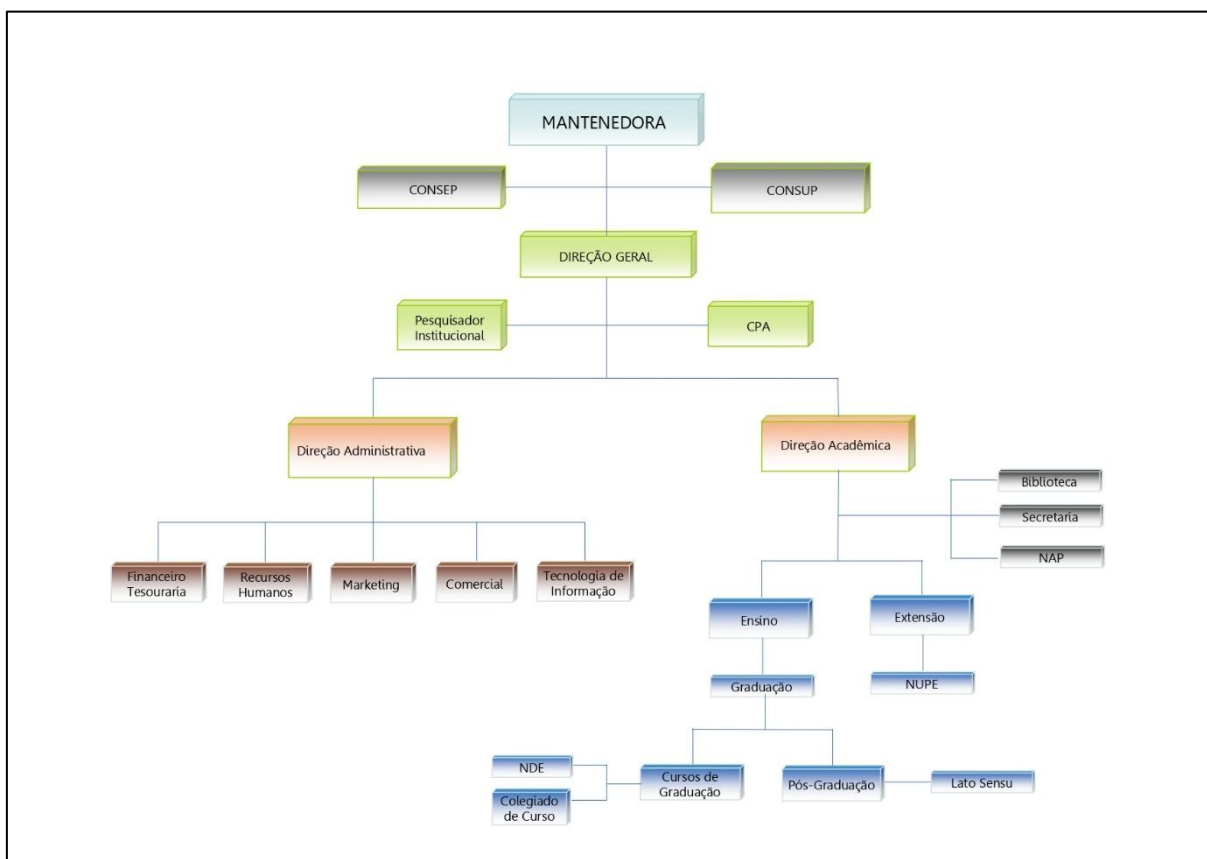 MANTENEDORA
CONSEP
CONSUP
DIREÇÃO GERAL
Pesquisador
Institucional
CPA
Direção Administrativa
Direção Acadêmica
Biblioteca
Secretaria
NAP
Financeiro
Tesouraria
Recursos
Humanos
Marketing
Comercial
Tecnologia de
Informação
Ensino
Extensão
Graduação
NUPE
NDE
Colegiado
de Curso
Cursos de
Graduação
Pós-Graduação
Lato Sensu